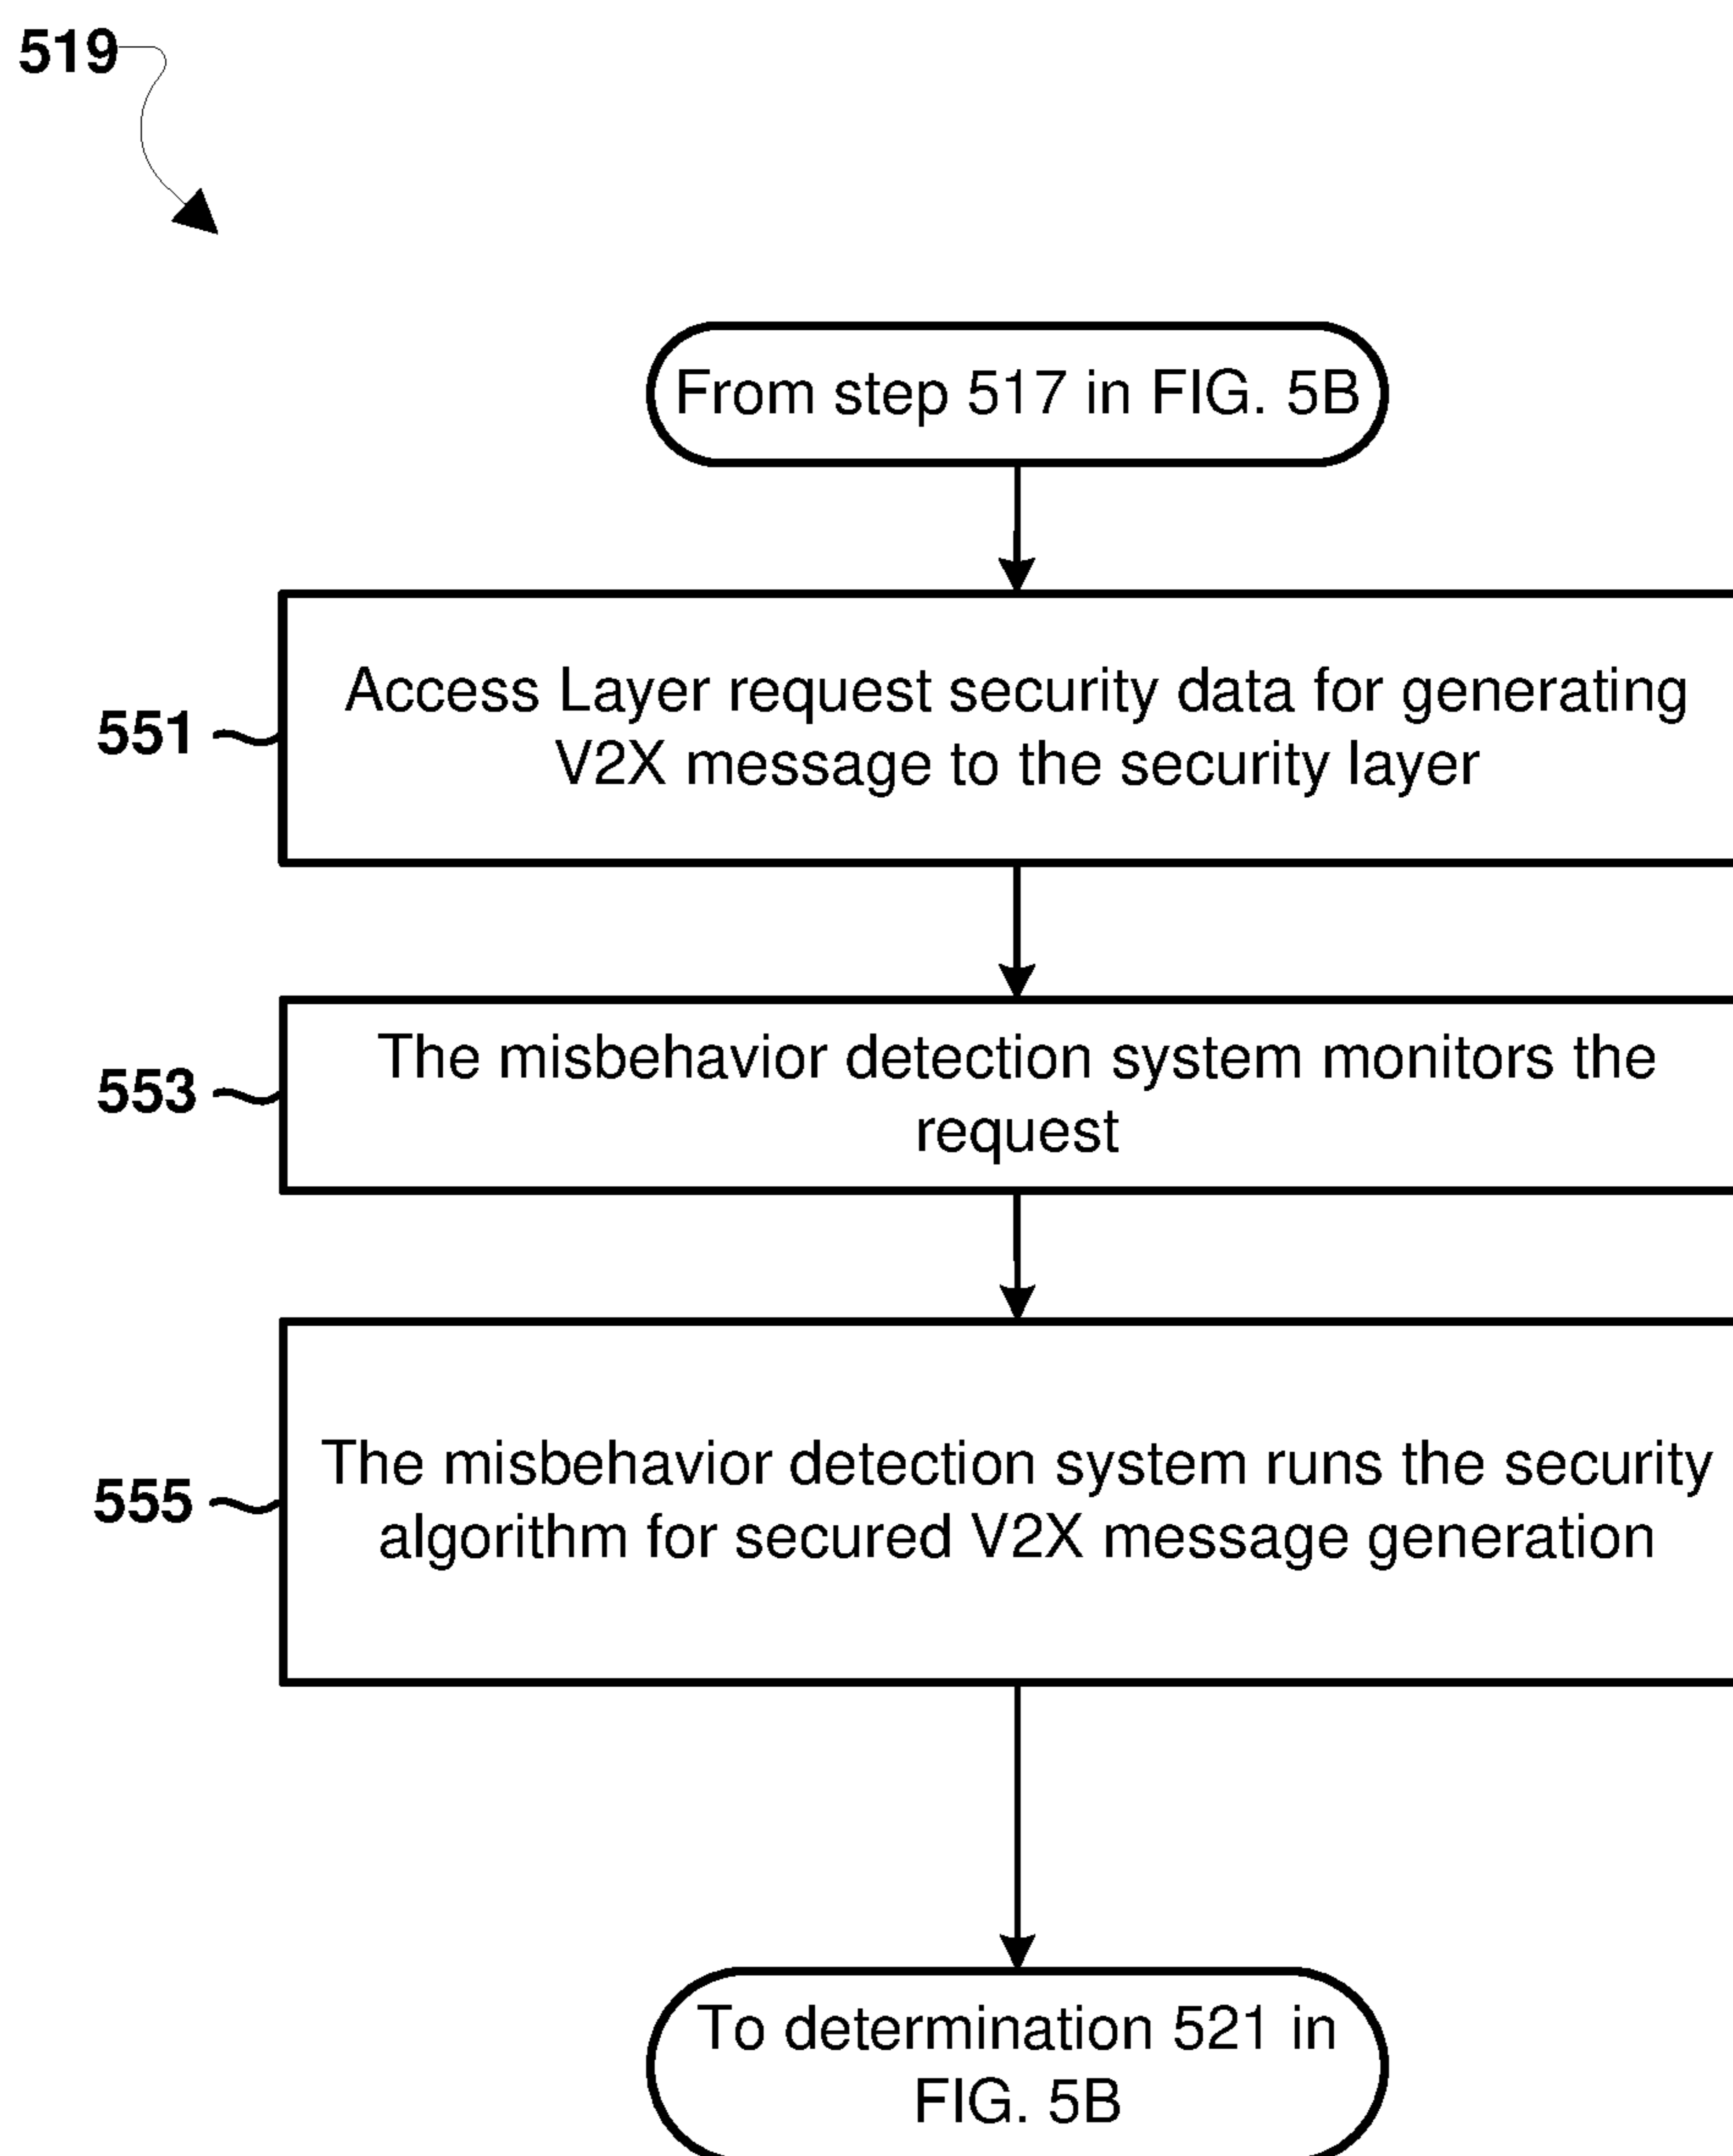 519
From step 517 in FIG. 5B
551
Access Layer request security data for generating
V2X message to the security layer
553
The misbehavior detection system monitors the
request
555
The misbehavior detection system runs the security
algorithm for secured V2X message generation
To determination 521 in
FIG. 5B